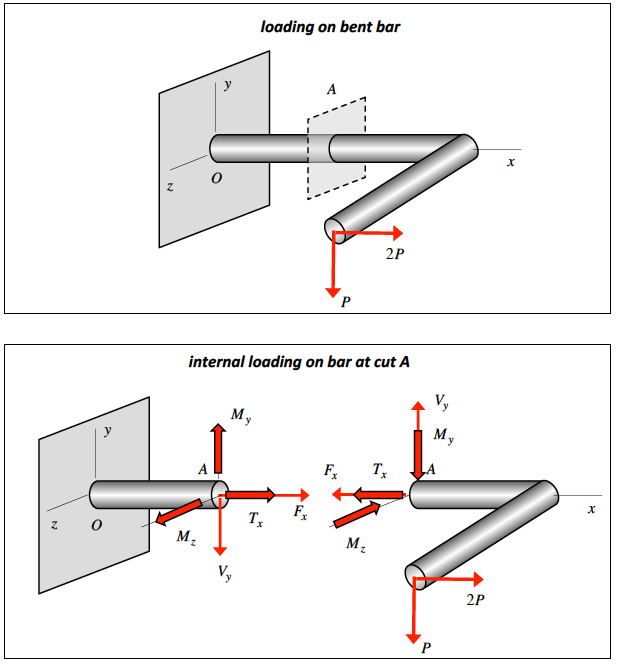 loading on bent bar
A
y
x
z
O
2P
P
internal loading on bar at cut A
M_y
V_y
M_y
y
A
F_x
T_x
A
T_x
F_x
x
z
O
M_z
M_z
V_y
2P
P